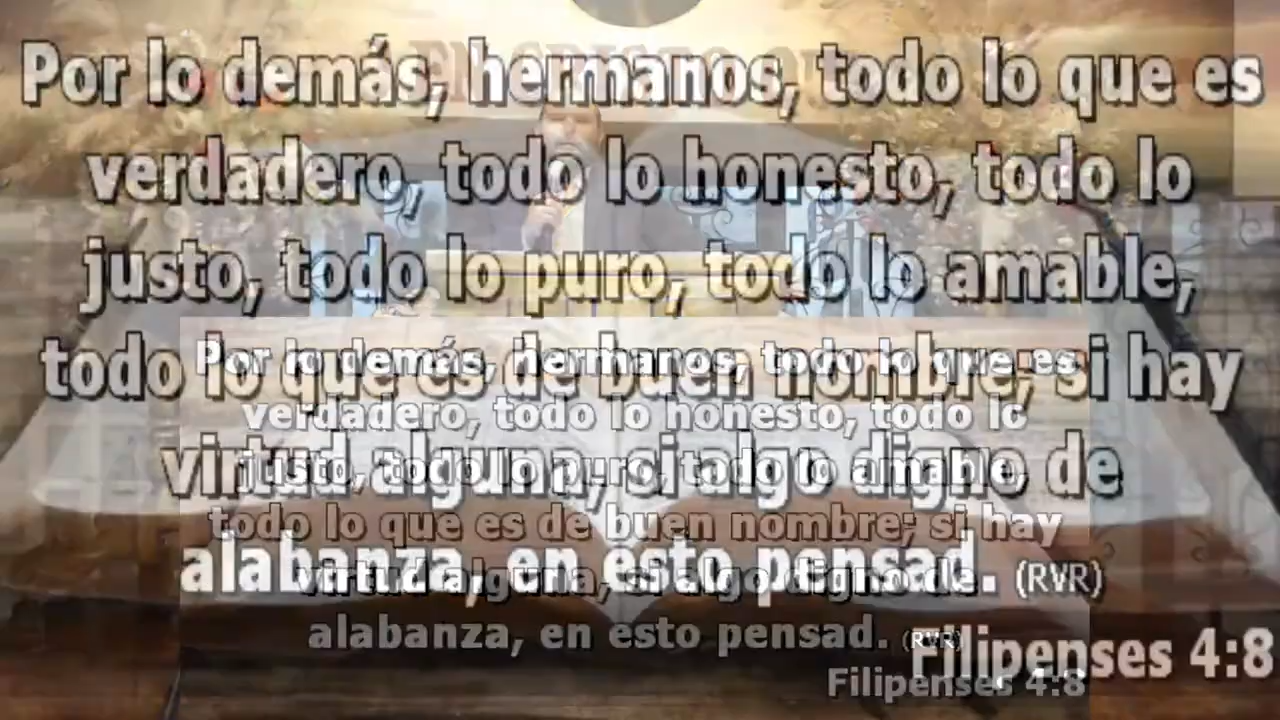 Por lo demás, hermanos, todo lo que es
verdadero, todo lo honesto, todo lo
justo, todo lo puro, todo lo amable,
todo lo que es de buen nombre; si hay
virtud alguna, si algo digno de
alabanza, en esto pensad. (RVR)
Filipenses 4:8
Por lo demás, hermanos, todo lo que es
verdadero, todo lo honesto, todo lo
justo, todo lo puro, todo lo amable,
todo lo que es de buen nombre; si hay
virtud alguna, si algo digno de
alabanza, en esto pensad. (RVR)
Filipenses 4:8